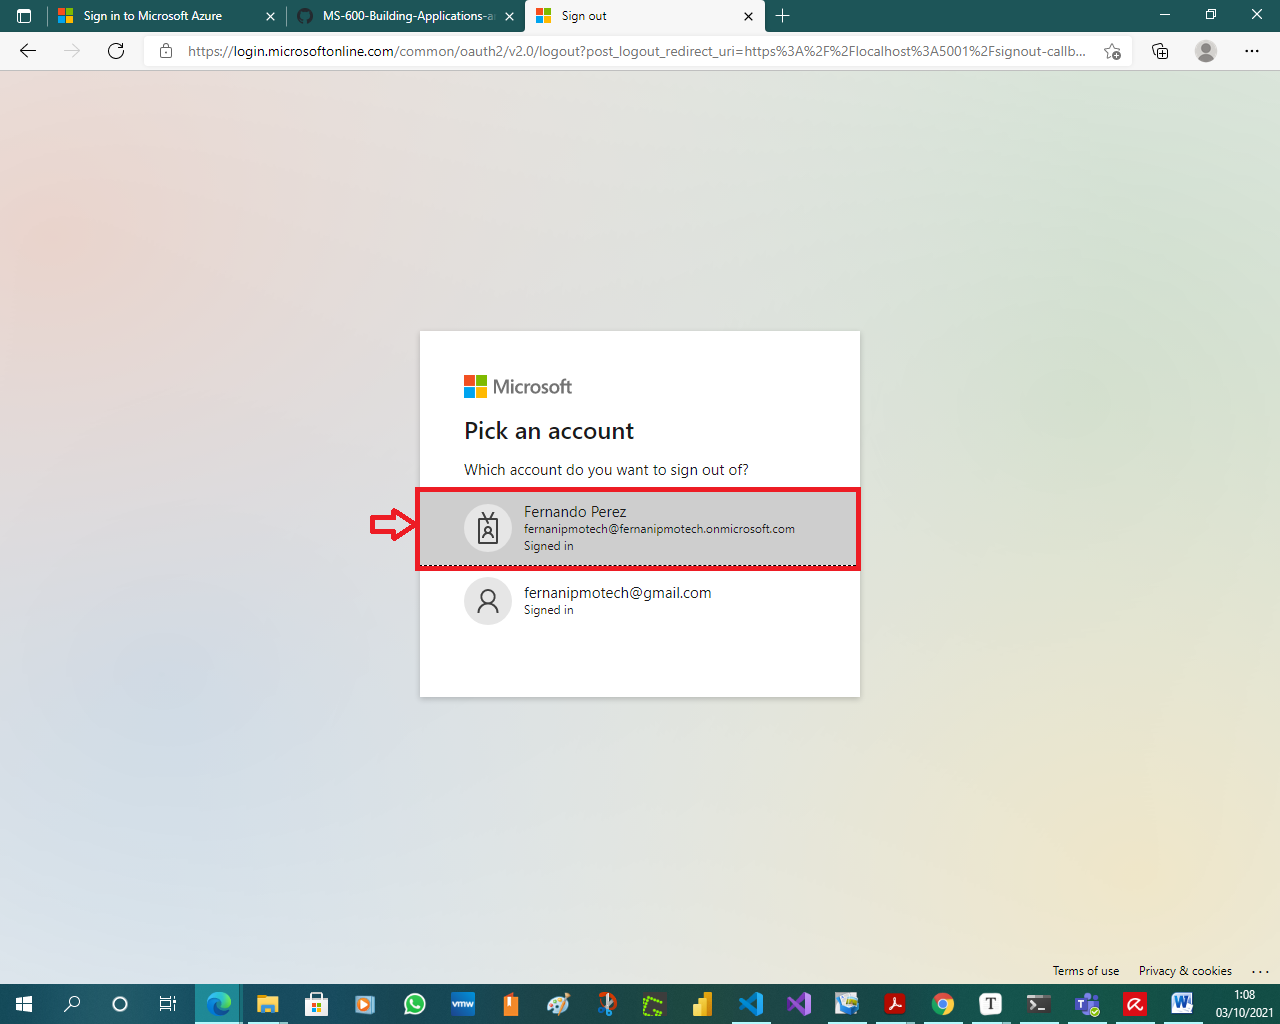 Sign in to Microsoft Azure
MS-600-Building-Applications-a
Sign out
https://login.microsoftonline.com/common/oauth2/v2.0/logout?post_logout_redirect_uri=https%3A%2F%2Flocalhost%3A5001%2Fsignout-callb...
Microsoft
Pick an account
Which account do you want to sign out of?
Fernando Perez
fernanipmotech@fernanipmotech.onmicrosoft.com
Signed in
fernanipmotech@gmail.com
Signed in
Terms of use
Privacy & cookies
...
vmw
T
W
1:08
03/10/2021